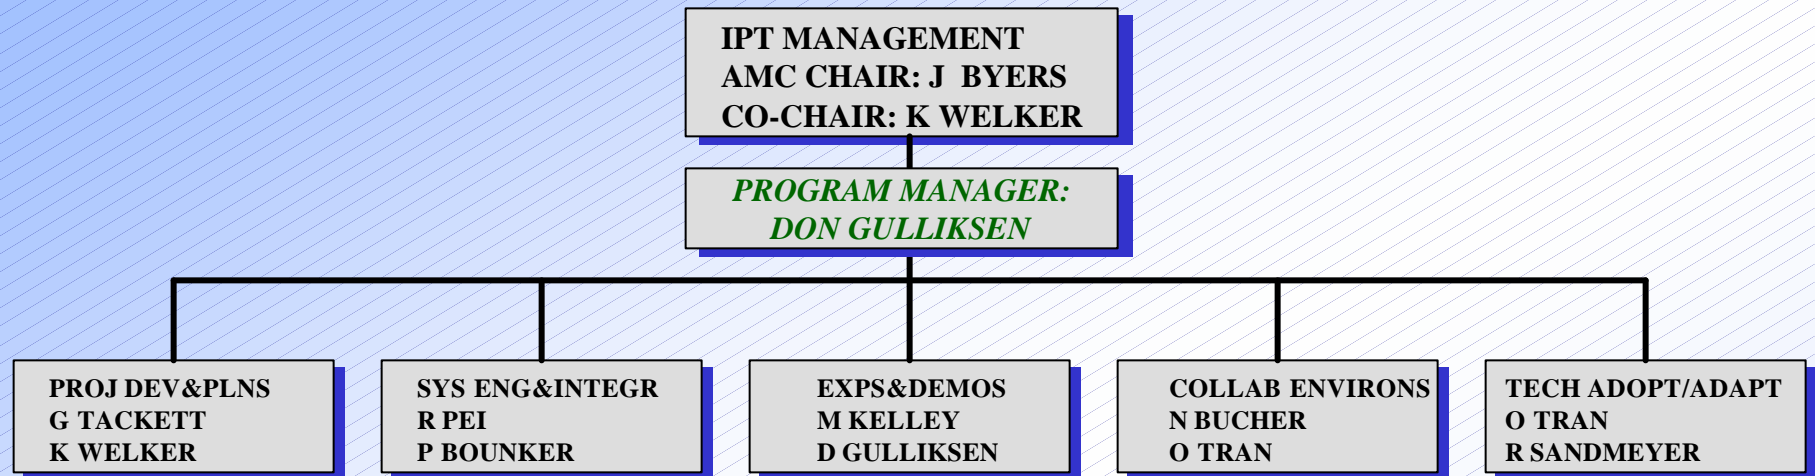 IPT MANAGEMENT
AMC CHAIR: J BYERS
CO-CHAIR: K WELKER
PROGRAM MANAGER:
DON GULLIKSEN
PROJ DEV&PLNS
G TACKETT
K WELKER
SYS ENG&INTEGR
R PEI
P BOUNKER
EXPS&DEMOS
M KELLEY
D GULLIKSEN
COLLAB ENVIRONS
N BUCHER
O TRAN
TECH ADOPT/ADAPT
O TRAN
R SANDMEYER